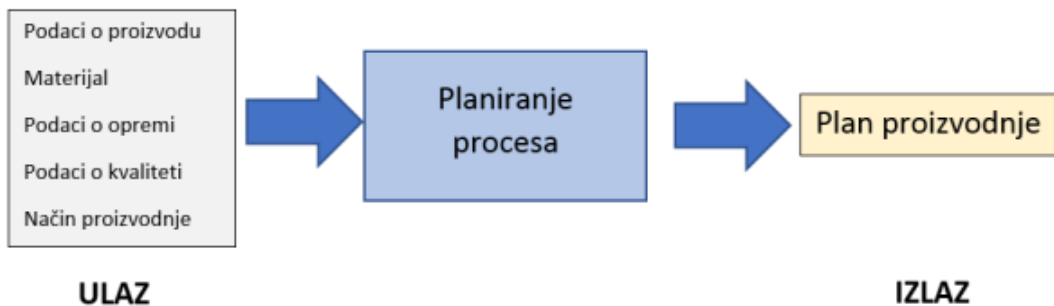 Podaci o proizvodu
Materijal
Podaci o opremi
Podaci o kvaliteti
Način proizvodnje
Planiranje
procesa
Plan proizvodnje
ULAZ
IZLAZ